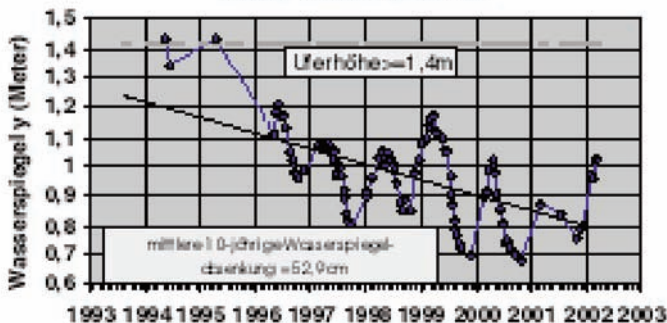 1,5
1,4
1,3
1,2
1,1
1
0,9
0,8
0,7
0,6
Wasserspiegel y (Meter)
Uferhöhe>=1,4m
mittlere 10-jährige Wasserspiegel-
absenkung =52,9cm
1993 1994 1995 1996 1997 1998 1999 2000 2001 2002 2003